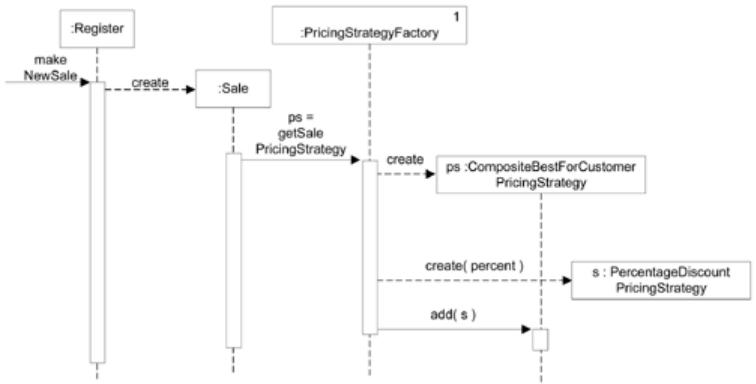 :Register
1
:PricingStrategyFactory
make
NewSale
create
:Sale
ps =
getSale
PricingStrategy
create
ps :CompositeBestForCustomer
PricingStrategy
create( percent )
s : PercentageDiscount
PricingStrategy
add( s )